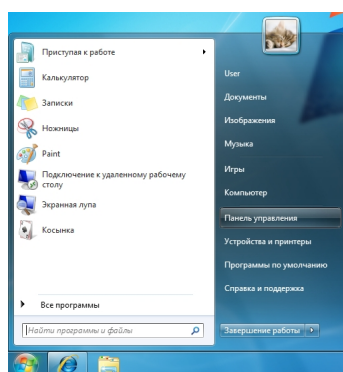 Приступая к работе
Калькулятор
Записки
Ножницы
Paint
Подключение к удаленному рабочему
столу
Экранная лупа
Косынка
Все программы
Найти программы и файлы
User
Документы
Изображения
Музыка
Игры
Компьютер
Панель управления
Устройства и принтеры
Программы по умолчанию
Справка и поддержка
Завершение работы